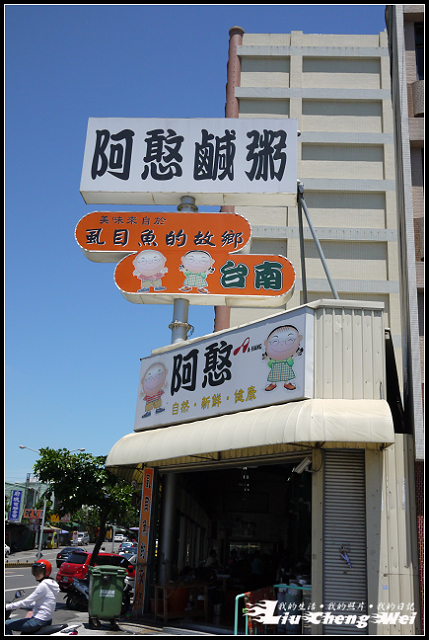 阿憨鹹粥
美味來自於
虱目魚的故鄉
台南
阿憨
A HANG
自然・新鮮・健康
我的生活・我的照片・我的日記
Liu Cheng Wei